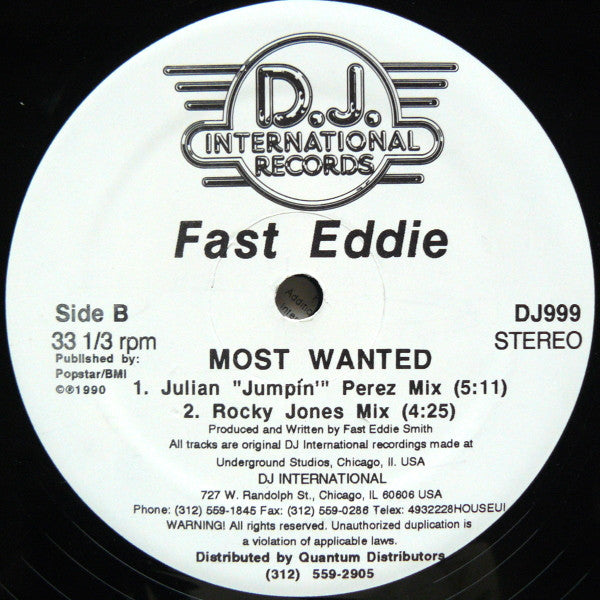 D.J.
INTERNATIONAL
RECORDS
Fast Eddie
Side B
DJ999
33 1/3 rpm
STEREO
Published by:
Popstar/BMI
©℗1990
MOST WANTED
1. Julian "Jumpín'" Perez Mix (5:11)
2. Rocky Jones Mix (4:25)
Produced and Written by Fast Eddie Smith
All tracks are original DJ International recordings made at
Underground Studios, Chicago, Il. USA
DJ INTERNATIONAL
727 W. Randolph St., Chicago, IL 60606 USA
Phone: (312) 559-1845 Fax: (312) 559-0286 Telex: 4932228HOUSEUI
WARNING! All rights reserved. Unauthorized duplication is
a violation of applicable laws.
Distributed by Quantum Distributors
(312) 559-2905